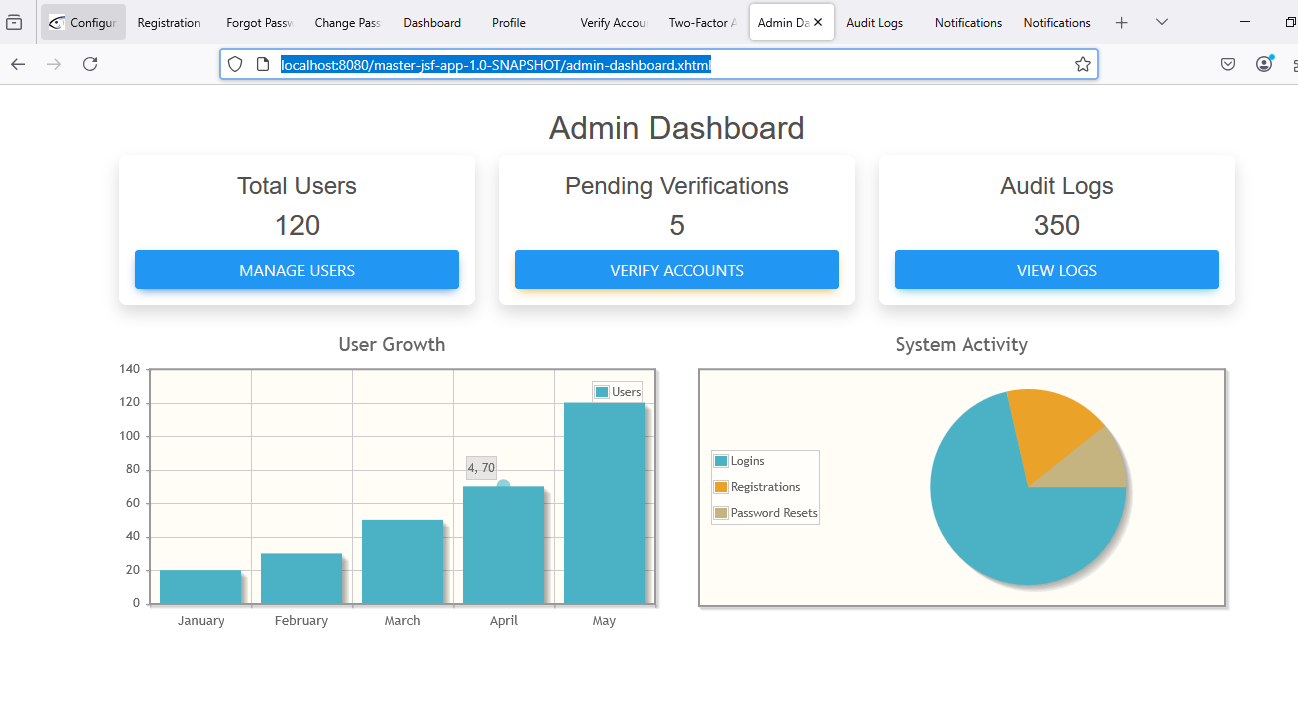 Configur Registration Forgot Passw Change Pass Dashboard Profile Verify Accou Two-Factor A Admin Da Audit Logs Notifications Notifications
localhost:8080/master-jsf-app-1.0-SNAPSHOT/admin-dashboard.xhtml
Admin Dashboard
Total Users
120
MANAGE USERS
Pending Verifications
5
VERIFY ACCOUNTS
Audit Logs
350
VIEW LOGS
User Growth
140
120
100
80
60
40
20
0
Users
4, 70
January February March April May
System Activity
Logins
Registrations
Password Resets